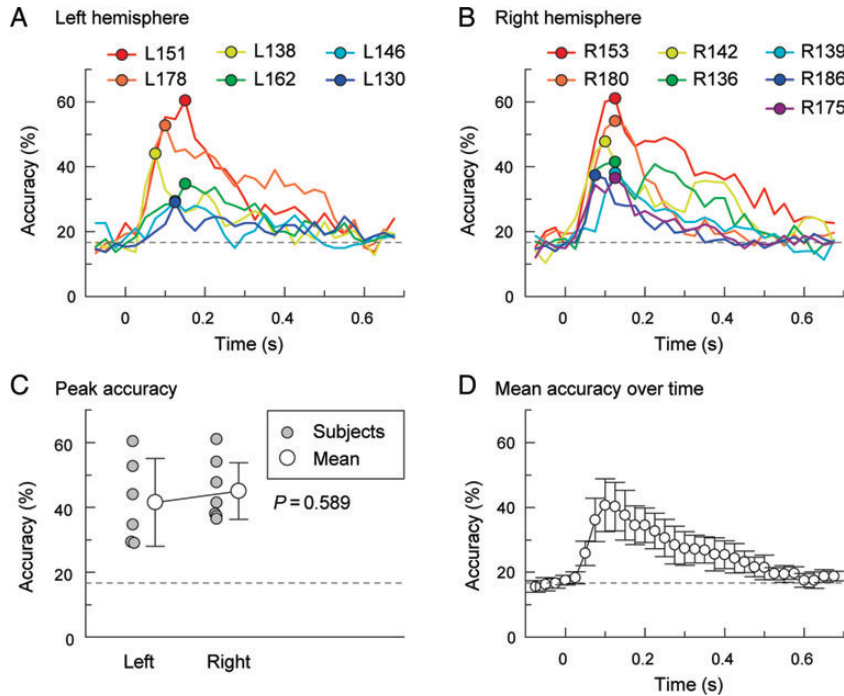 A Left hemisphere
L151 L138 L146
L178 L162 L130
Accuracy (%)
60
40
20
0
0 0.2 0.4 0.6
Time (s)
B Right hemisphere
R153 R142 R139
R180 R136 R186
R175
Accuracy (%)
60
40
20
0
0 0.2 0.4 0.6
Time (s)
C Peak accuracy
Subjects
Mean
P = 0.589
Accuracy (%)
60
40
20
0
Left Right
D Mean accuracy over time
Accuracy (%)
60
40
20
0
0 0.2 0.4 0.6
Time (s)